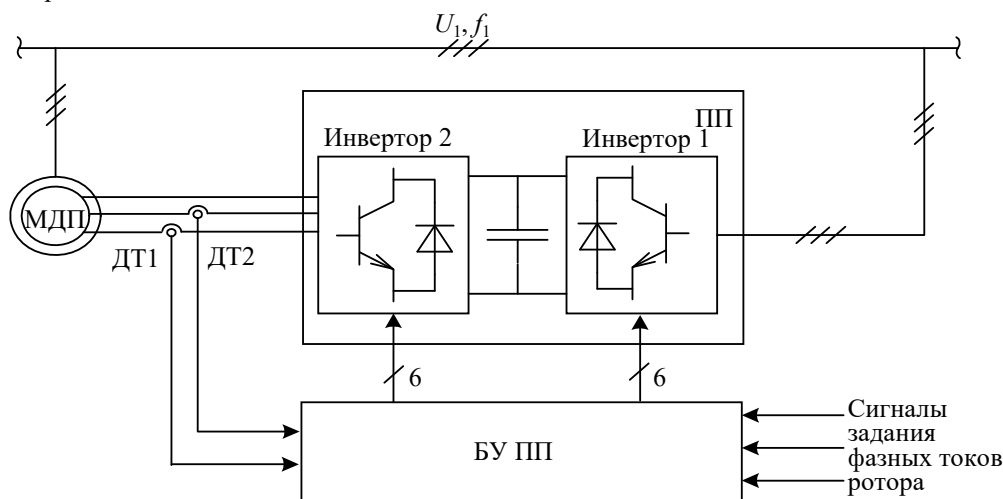 U₁, f₁
ПП
Инвертор 2
Инвертор 1
МДП
ДТ1
ДТ2
6
6
БУ ПП
Сигналы
задания
фазных токов
ротора